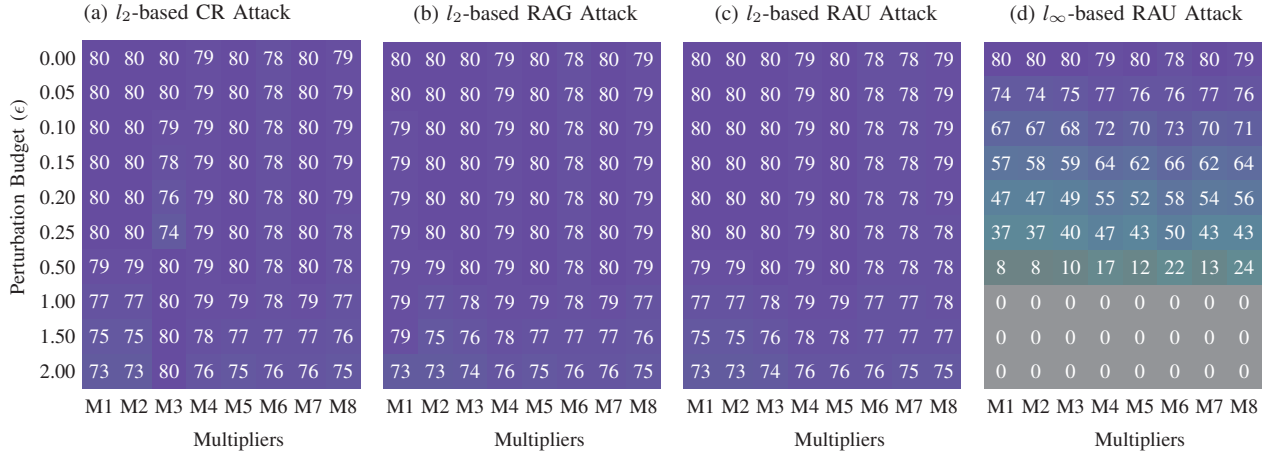 (a) l₂-based CR Attack (b) l₂-based RAG Attack (c) l₂-based RAU Attack (d) l∞-based RAU Attack
Perturbation Budget (ϵ)
0.00 80 80 80 79 80 78 80 79 80 80 80 79 80 78 80 79 80 80 80 79 80 78 78 79 80 80 80 79 80 78 80 79
0.05 80 80 80 79 80 78 80 79 80 80 80 79 80 78 80 79 80 80 80 79 80 78 78 79 74 74 75 77 76 76 77 76
0.10 80 80 79 79 80 78 80 79 79 80 80 79 80 78 80 79 80 80 80 79 80 78 78 79 67 67 68 72 70 73 70 71
0.15 80 80 78 79 80 78 80 79 79 80 80 79 80 78 80 79 80 80 80 79 80 78 78 79 57 58 59 64 62 66 62 64
0.20 80 80 76 79 80 78 80 79 79 80 80 79 80 78 80 79 80 80 80 79 80 78 78 79 47 47 49 55 52 58 54 56
0.25 80 80 74 79 80 78 80 78 79 80 80 79 80 78 80 79 80 80 80 79 80 78 78 78 37 37 40 47 43 50 43 43
0.50 79 79 80 79 80 78 80 78 79 79 80 79 80 78 80 78 79 79 80 79 80 78 78 78 8 8 10 17 12 22 13 24
1.00 77 77 80 79 79 78 79 77 79 77 78 79 79 78 79 77 77 77 78 79 79 77 77 78 0 0 0 0 0 0 0 0
1.50 75 75 80 78 77 77 77 76 79 75 76 78 77 77 77 76 75 75 76 78 78 77 77 77 0 0 0 0 0 0 0 0
2.00 73 73 80 76 75 76 76 75 73 73 74 76 75 76 76 75 73 73 74 76 76 76 75 75 0 0 0 0 0 0 0 0
M1 M2 M3 M4 M5 M6 M7 M8 M1 M2 M3 M4 M5 M6 M7 M8 M1 M2 M3 M4 M5 M6 M7 M8 M1 M2 M3 M4 M5 M6 M7 M8
Multipliers Multipliers Multipliers Multipliers